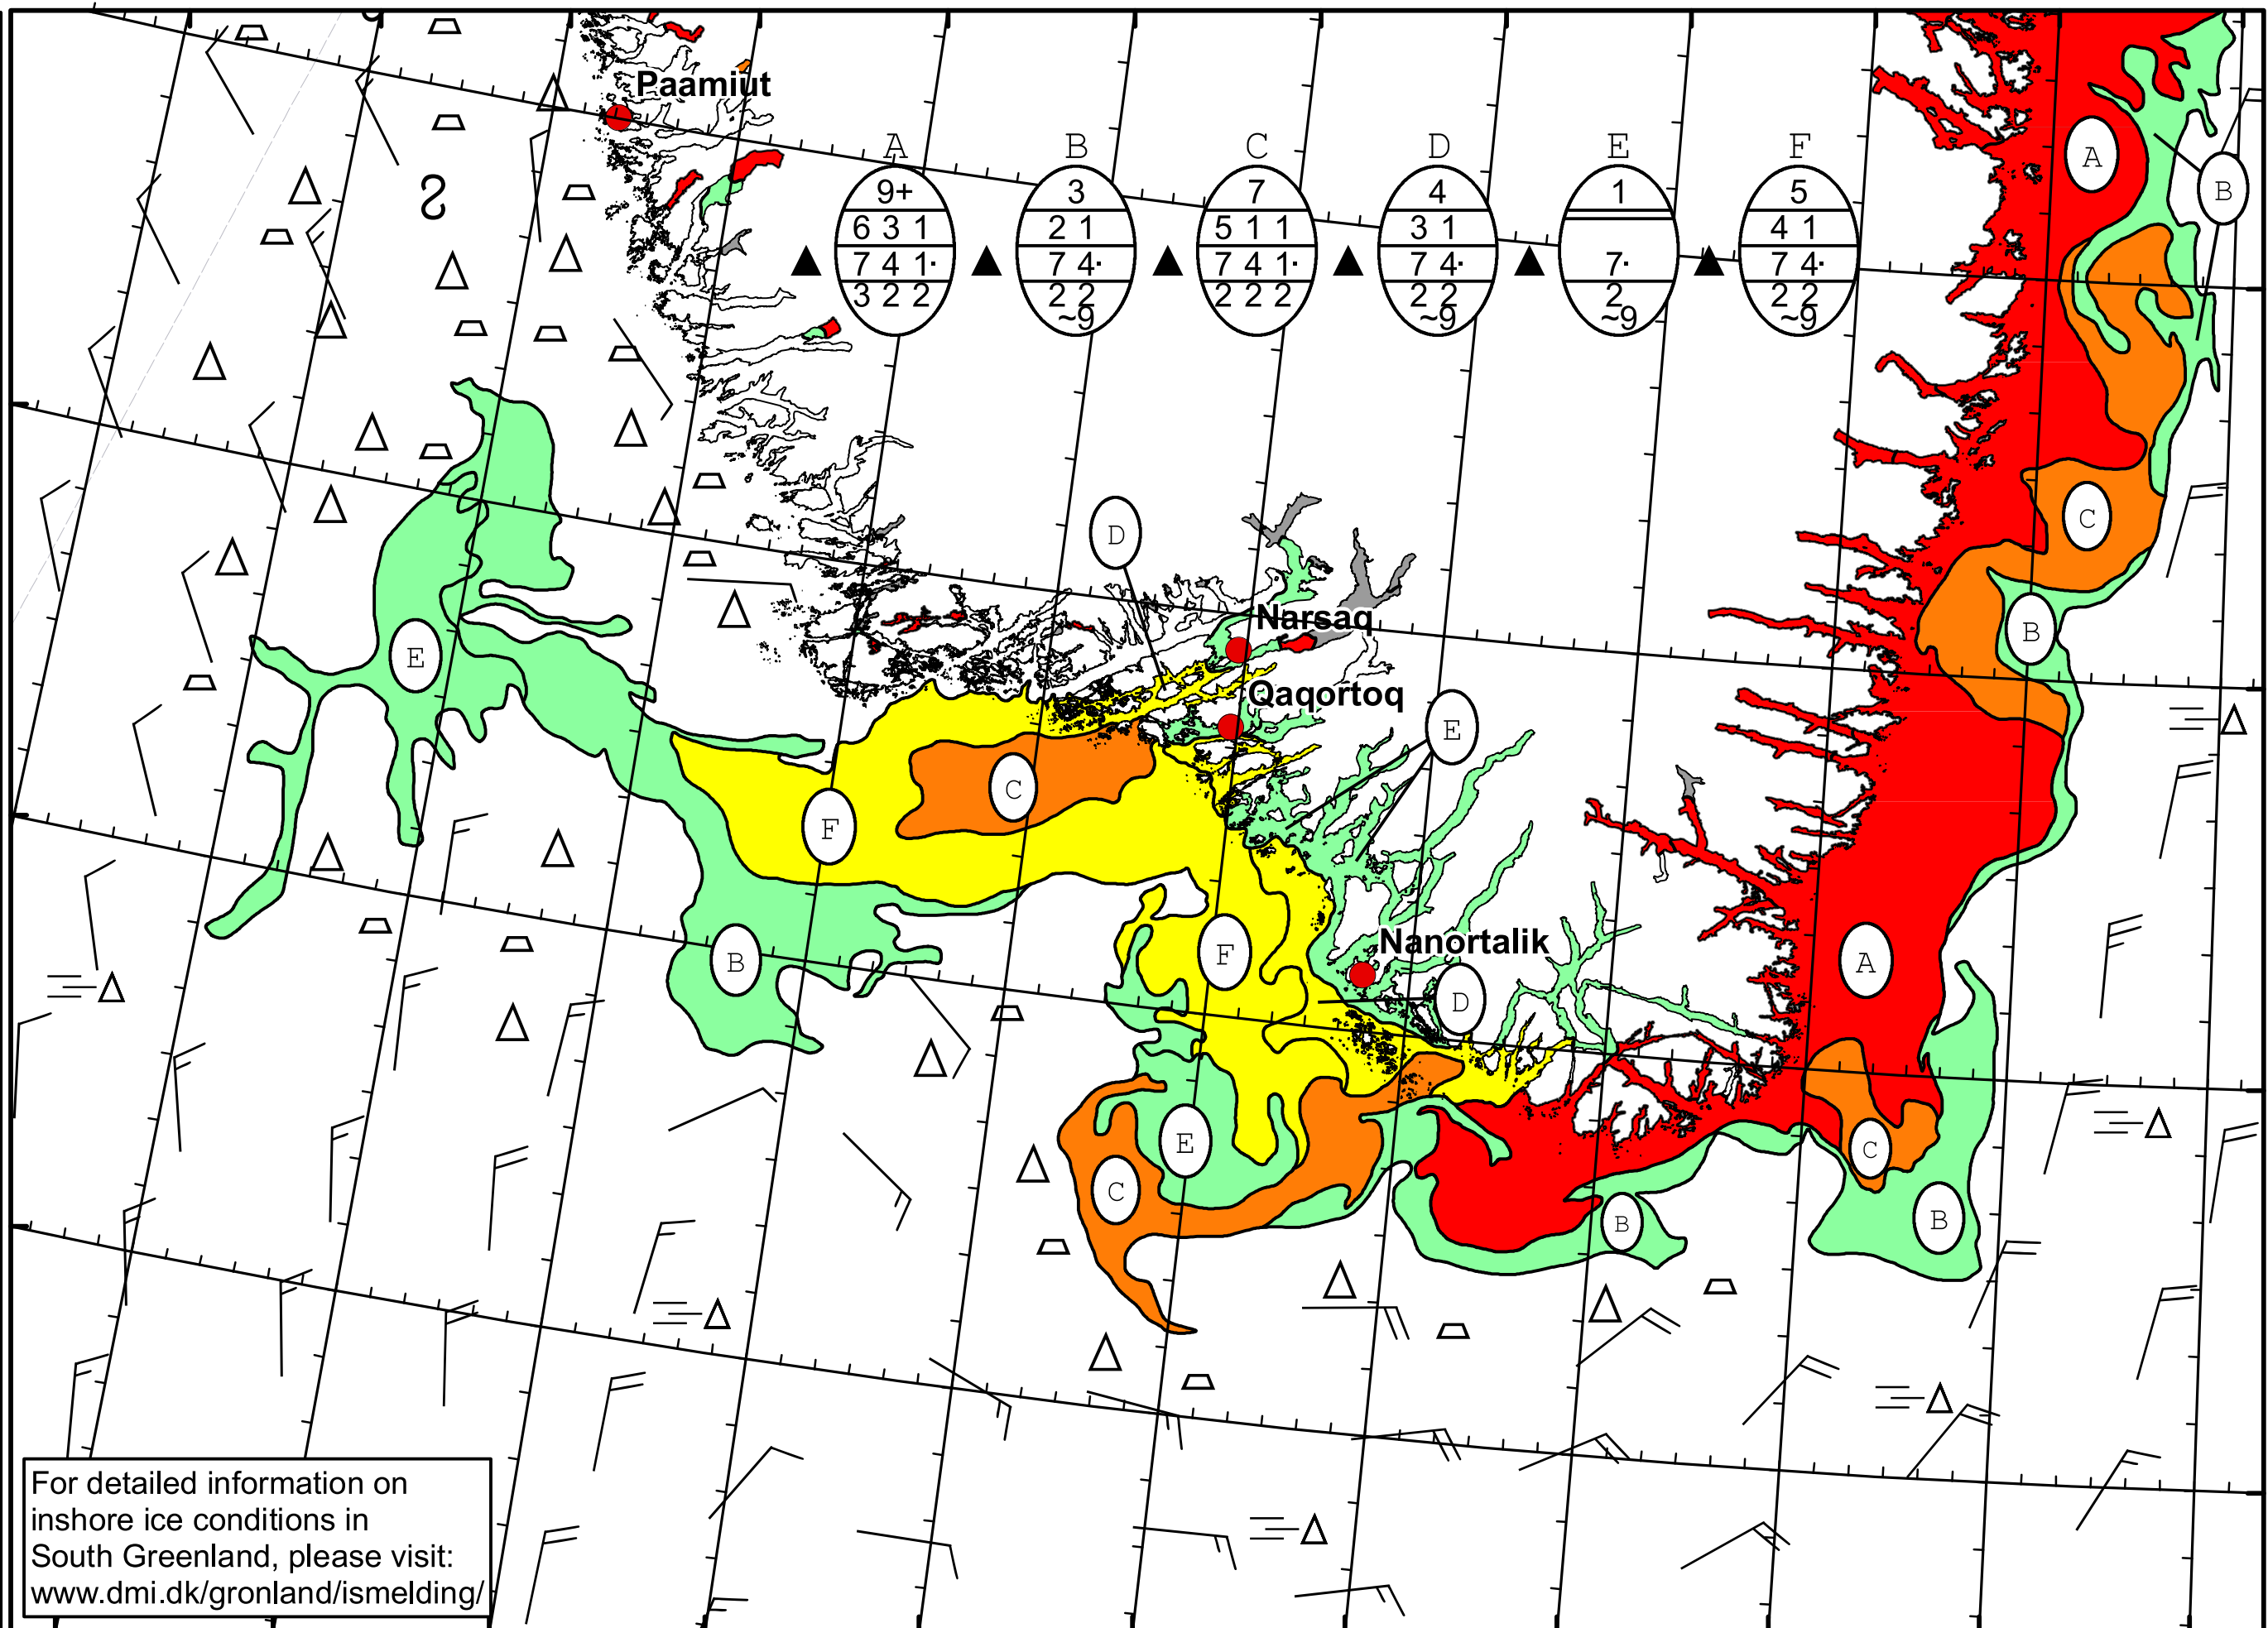 Paamiut
A B C D E F
9+ 3 7 4 1 5
6 3 1 2 1 5 1 1 3 1 4 1
7 4 1· 7 4· 7 4 1· 7 4· 7· 7 4·
3 2 2 2 2 2 2 2 2 2 2 2 2
~9 ~9 ~9 ~9
A
B
C
D
Narsaq
B
E
Qaqortoq
E
C
F
Nanortalik
F
B
A
D
E
C
C
B
B
For detailed information on
inshore ice conditions in
South Greenland, please visit:
www.dmi.dk/gronland/ismelding/